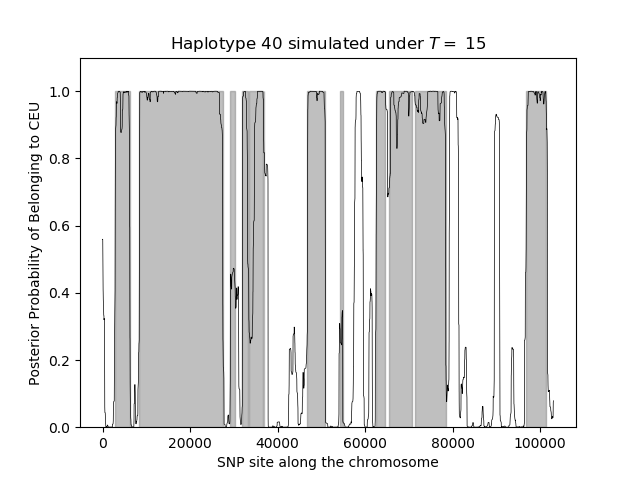 Haplotype 40 simulated under T = 15
Posterior Probability of Belonging to CEU
1.0
0.8
0.6
0.4
0.2
0.0
0 20000 40000 60000 80000 100000
SNP site along the chromosome